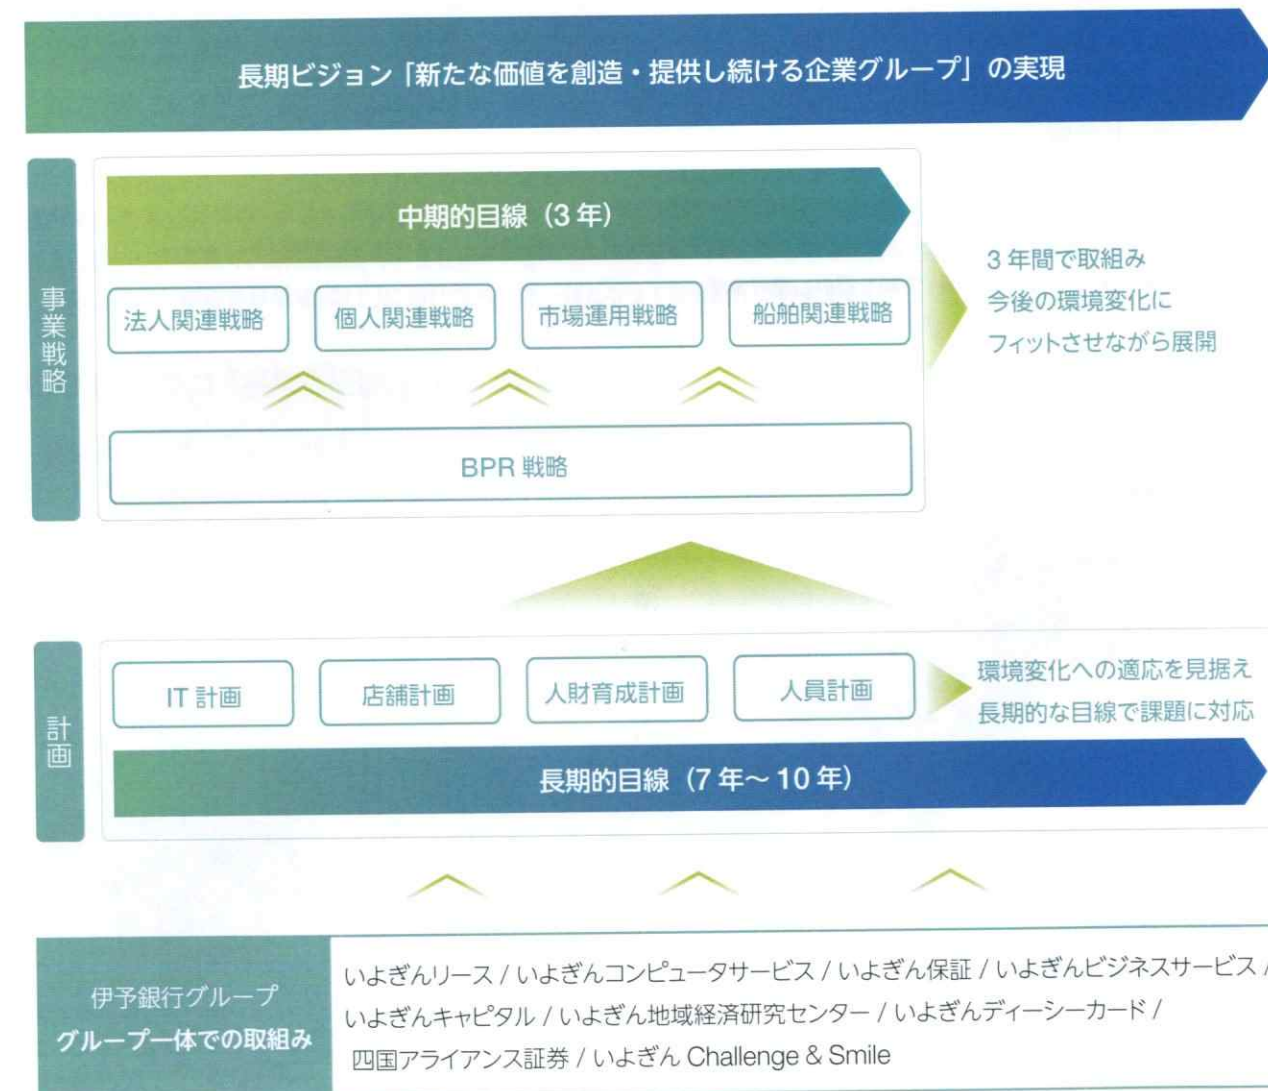 長期ビジョン「新たな価値を創造・提供し続ける企業グループ」の実現
事業戦略
中期的目線(3年)
法人関連戦略
個人関連戦略
市場運用戦略
船舶関連戦略
3年間で取組み
今後の環境変化に
フィットさせながら展開
BPR 戦略
計画
IT 計画
店舗計画
人財育成計画
人員計画
環境変化への適応を見据え
長期的な目線で課題に対応
長期的目線(7年～10年)
伊予銀行グループ
グループ一体での取組み
いよぎんリース / いよぎんコンピュータサービス / いよぎん保証 / いよぎんビジネスサービス /
いよぎんキャピタル / いよぎん地域経済研究センター / いよぎんディーシーカード /
四国アライアンス証券 / いよぎん Challenge & Smile